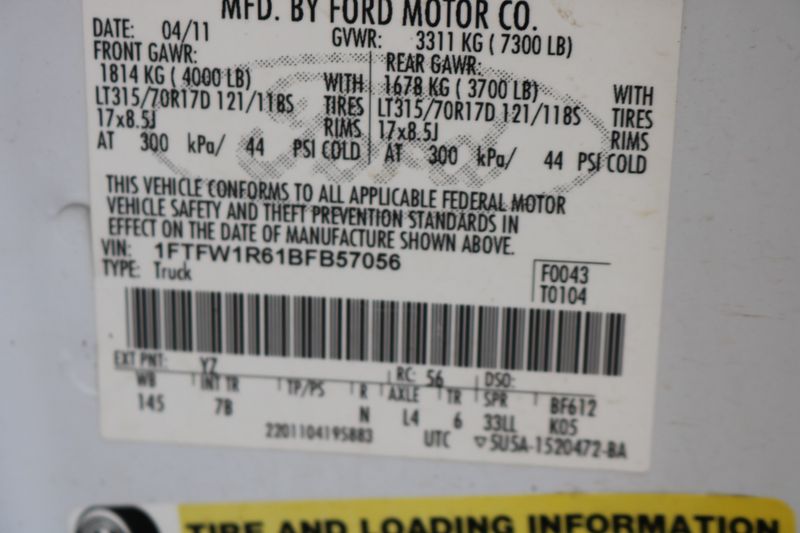 MFD. BY FORD MOTOR CO.
DATE: 04/11 GVWR: 3311 KG ( 7300 LB)
FRONT GAWR: REAR GAWR:
1814 KG ( 4000 LB) WITH 1678 KG ( 3700 LB) WITH
LT315/70R17D 121/118S TIRES LT315/70R17D 121/118S TIRES
17x8.5J RIMS 17x8.5J RIMS
AT 300 kPa/ 44 PSI COLD AT 300 kPa/ 44 PSI COLD
THIS VEHICLE CONFORMS TO ALL APPLICABLE FEDERAL MOTOR
VEHICLE SAFETY AND THEFT PREVENTION STANDARDS IN
EFFECT ON THE DATE OF MANUFACTURE SHOWN ABOVE.
VIN: 1FTFW1R61BFB57056
TYPE: Truck
F0043
T0104
EXT PNT: YZ RC: 56 DSO:
WB INT TR TP/PS R AXLE TR SPR BF612
145 7B N L4 6 33LL K05
2201104195883 UTC ▽5U5A-1520472-BA
TIRE AND LOADING INFORMATION